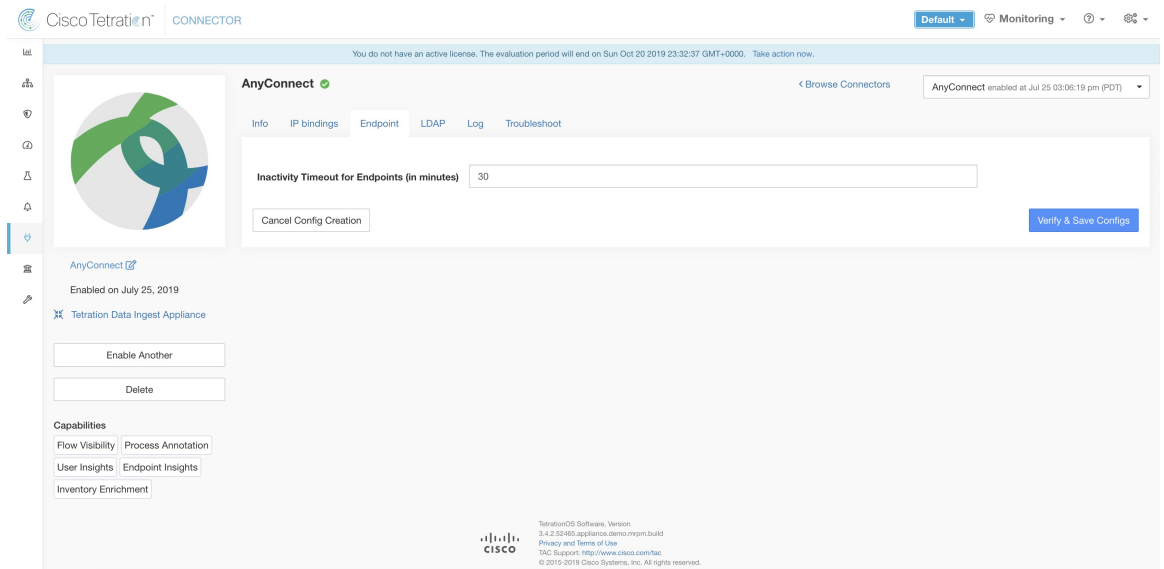 Cisco Tetration™ CONNECTOR
Default
Monitoring
You do not have an active license. The evaluation period will end on Sun Oct 20 2019 23:32:37 GMT+0000. Take action now.
AnyConnect
Browse Connectors
AnyConnect enabled at Jul 25 03:06:19 pm (PDT)
Info IP bindings Endpoint LDAP Log Troubleshoot
Inactivity Timeout for Endpoints (in minutes) 30
Cancel Config Creation
Verify & Save Configs
AnyConnect
Enabled on July 25, 2019
Tetration Data Ingest Appliance
Enable Another
Delete
Capabilities
Flow Visibility Process Annotation
User Insights Endpoint Insights
Inventory Enrichment
CISCO
TetrationOS Software, Version
3.4.2.52465.appliance.demo.mrpm.build
Privacy and Terms of Use
TAC Support: http://www.cisco.com/tac
© 2015-2019 Cisco Systems, Inc. All rights reserved.